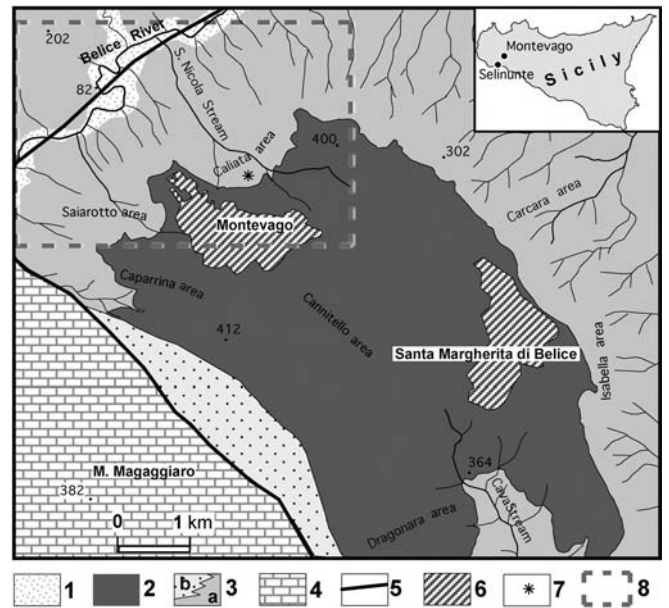 202
Belice River
82
S. Nicola Stream
Montevago
Selinunte
Sicily
400
Caliata area
302
Carcara area
Saiarotto area
Montevago
Caparrina area
Cannitello area
412
Santa Margherita di Belice
Isabella area
M. Magaggiaro
382
364
Dragonara area
Cava Stream
0 1 km
1 2 b a 3 4 5 6 7 8